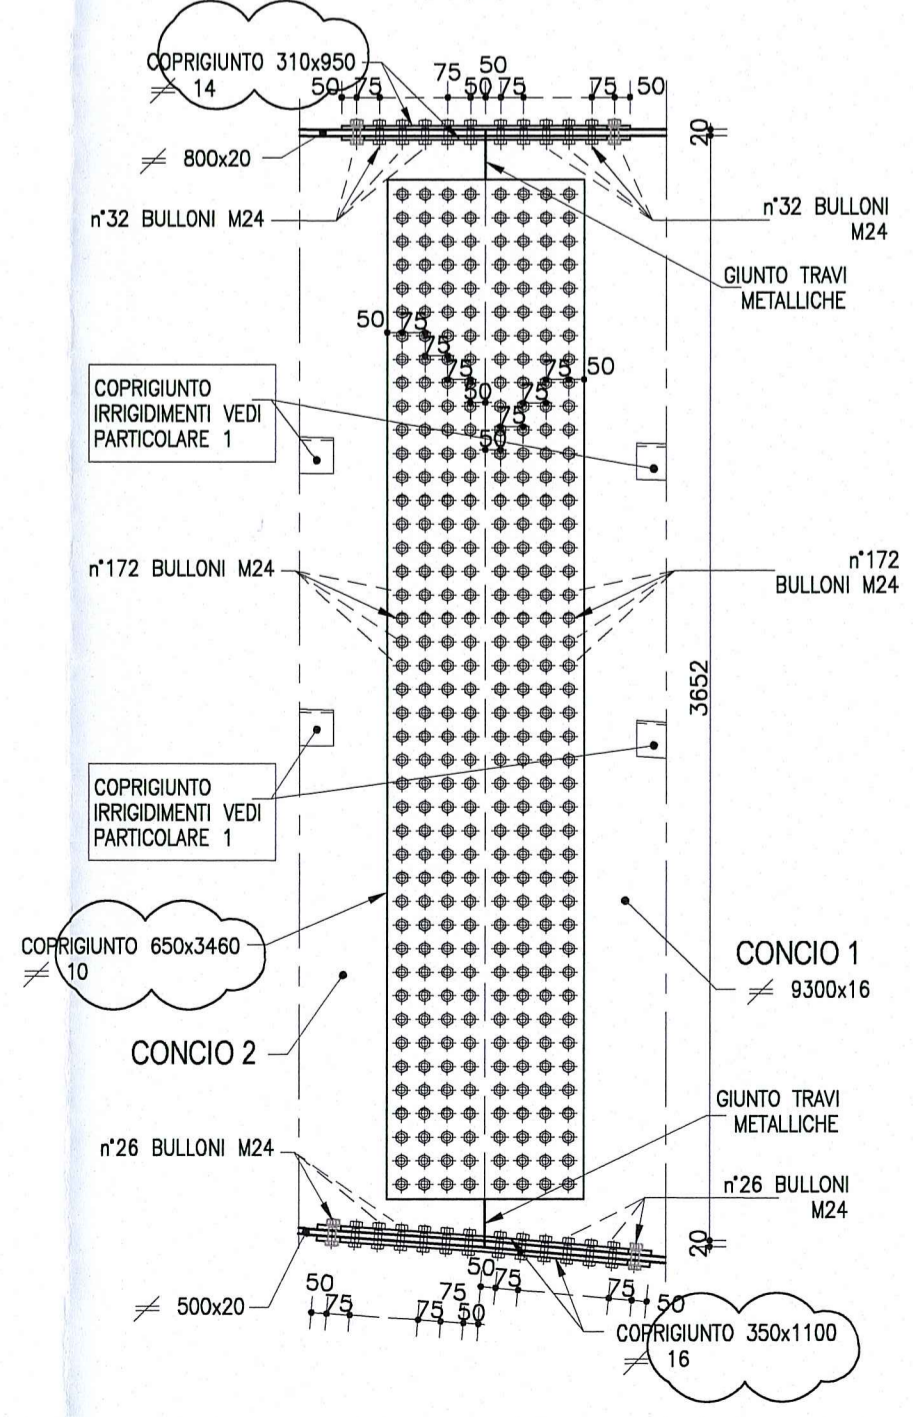 COPRIGIUNTO 310x950
14
50 75 75 50 50 75 75 50
20
800x20
n°32 BULLONI M24
n°32 BULLONI
M24
GIUNTO TRAVI
METALLICHE
50 75
75
75 75 50
50 75
75
50
COPRIGIUNTO
IRRIGIDIMENTI VEDI
PARTICOLARE 1
n°172 BULLONI M24
n°172
BULLONI M24
3652
COPRIGIUNTO
IRRIGIDIMENTI VEDI
PARTICOLARE 1
COPRIGIUNTO 650x3460
10
CONCIO 1
9300x16
CONCIO 2
GIUNTO TRAVI
METALLICHE
n°26 BULLONI M24
n°26 BULLONI
M24
20
500x20
50 75 75 75 50
50 75 75 50
COPRIGIUNTO 350x1100
16